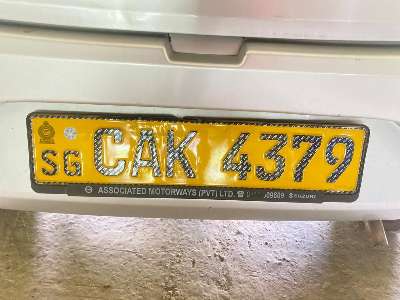 SG CAK 4379
ASSOCIATED MOTORWAYS (PVT) LTD. ☎ SUZUKI